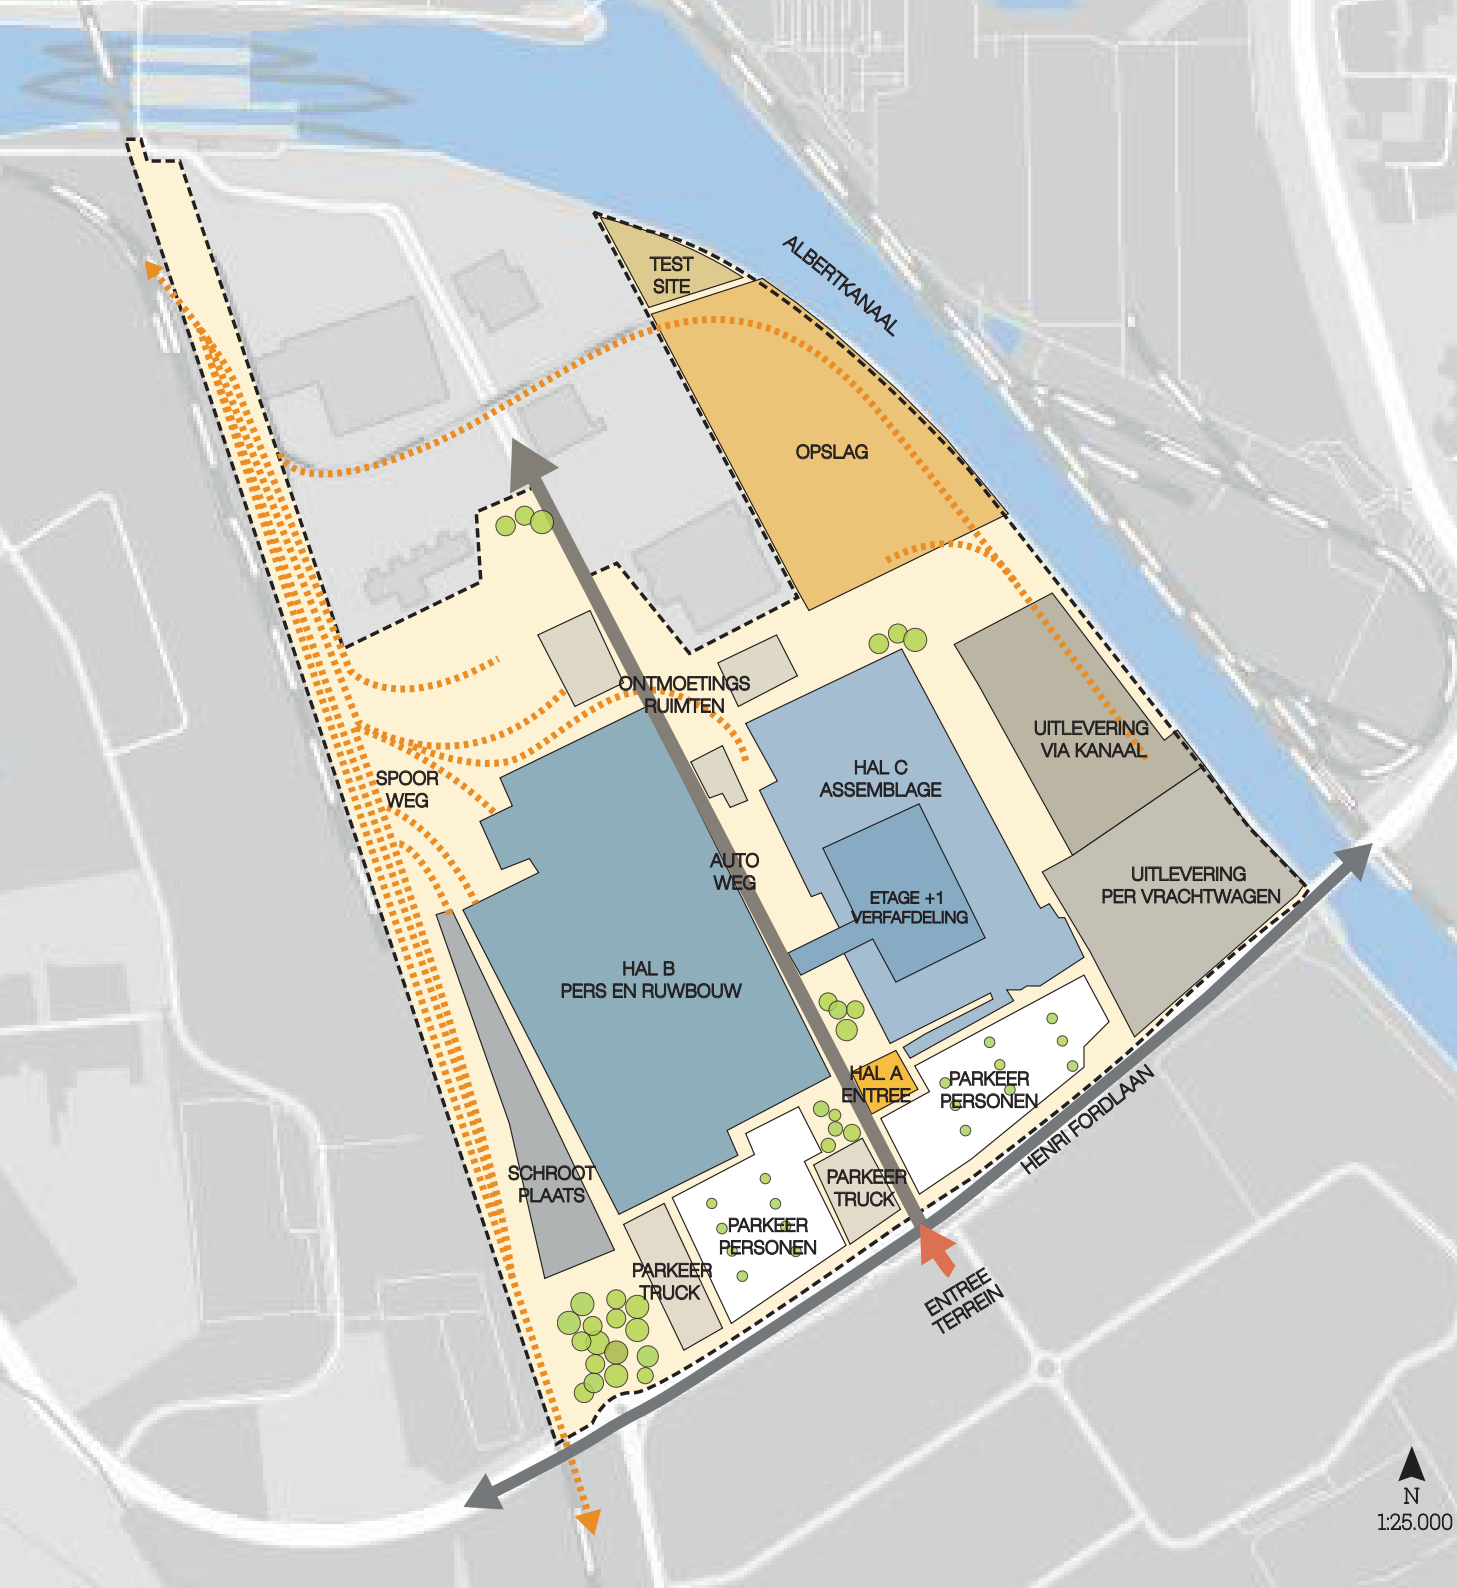 TEST
SITE
ALBERTKANAAL
OPSLAG
ONTMOETINGS
RUIMTEN
UITLEVERING
VIA KANAAL
SPOOR
WEG
HAL C
ASSEMBLAGE
AUTO
WEG
UITLEVERING
PER VRACHTWAGEN
ETAGE +1
VERFAFDELING
HAL B
PERS EN RUWBOUW
HAL A
ENTREE
PARKEER
PERSONEN
HENRI FORDLAAN
SCHROOT
PLAATS
PARKEER
TRUCK
PARKEER
PERSONEN
PARKEER
TRUCK
ENTREE
TERREIN
N
1:25.000